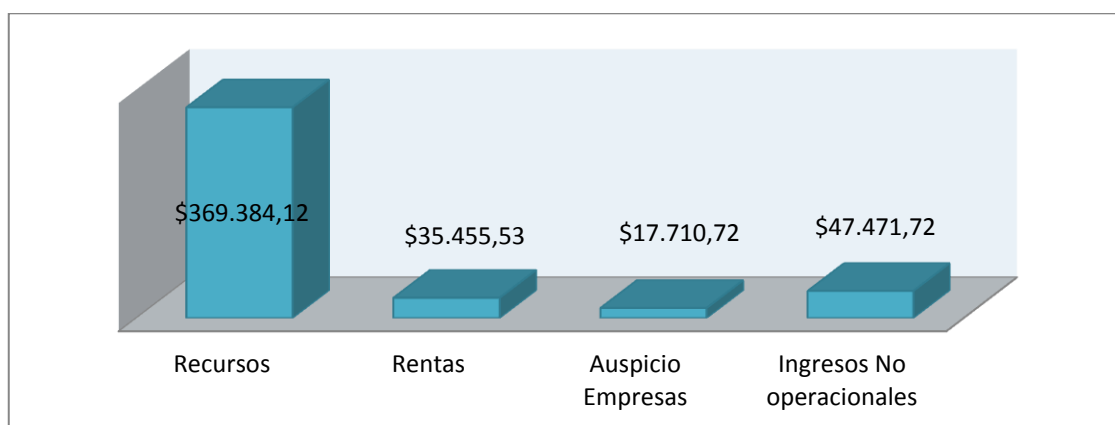 $369.384,12
$35.455,53
$17.710,72
$47.471,72
Recursos
Rentas
Auspicio
Empresas
Ingresos No
operacionales